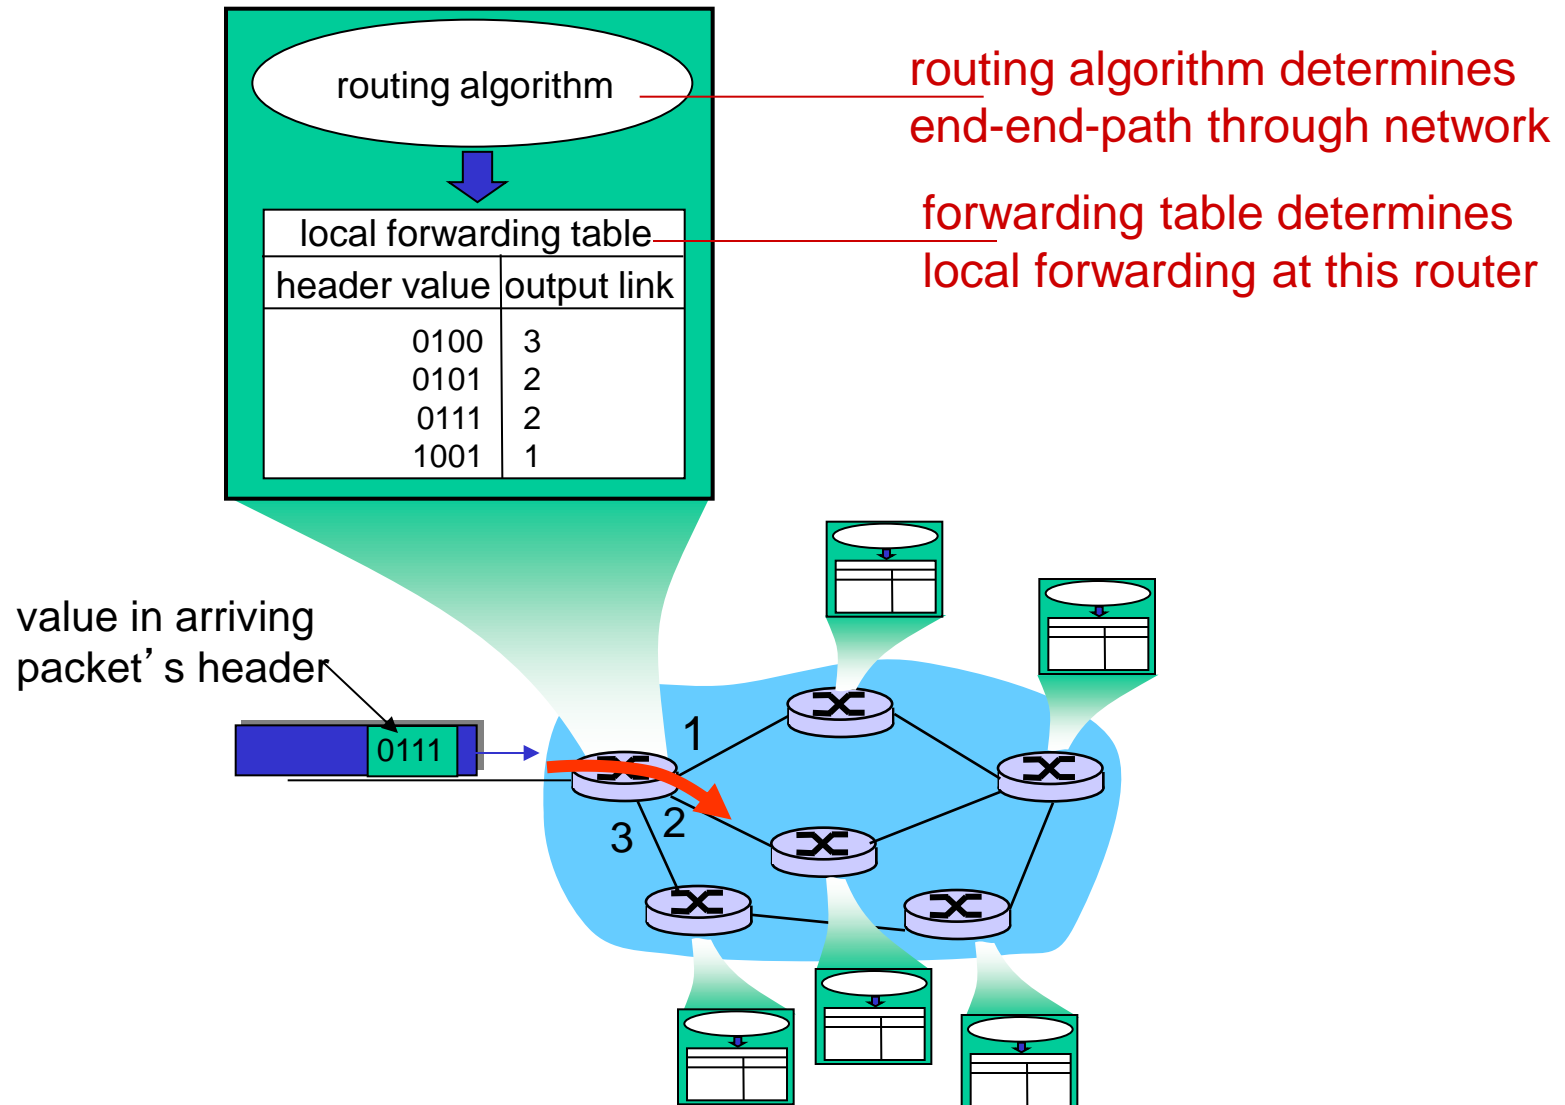 routing algorithm
routing algorithm determines
end-end-path through network
local forwarding table
forwarding table determines
local forwarding at this router
header value output link
0100 3
0101 2
0111 2
1001 1
value in arriving
packet’s header
0111
1
2
3